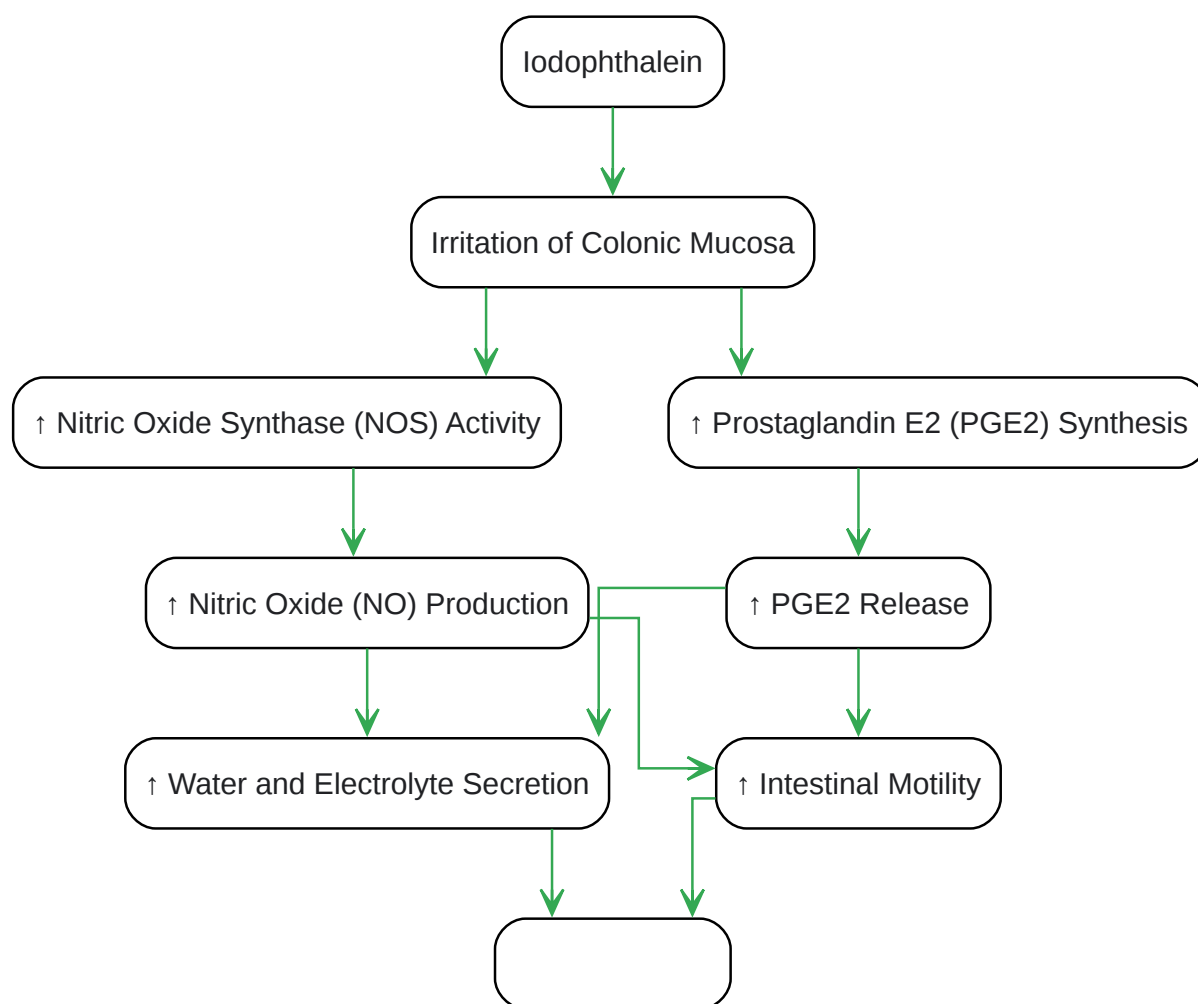 Iodophthalein
Irritation of Colonic Mucosa
↑ Nitric Oxide Synthase (NOS) Activity
↑ Prostaglandin E2 (PGE2) Synthesis
↑ Nitric Oxide (NO) Production
↑ PGE2 Release
↑ Water and Electrolyte Secretion
↑ Intestinal Motility